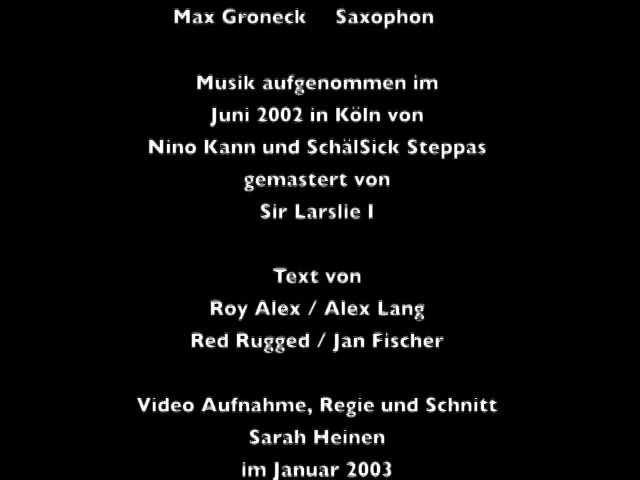 Max Groneck Saxophon
Musik aufgenommen im
Juni 2002 in Köln von
Nino Kann und SchälSick Steppas
gemastert von
Sir Larslie I
Text von
Roy Alex / Alex Lang
Red Rugged / Jan Fischer
Video Aufnahme, Regie und Schnitt
Sarah Heinen
im Januar 2003